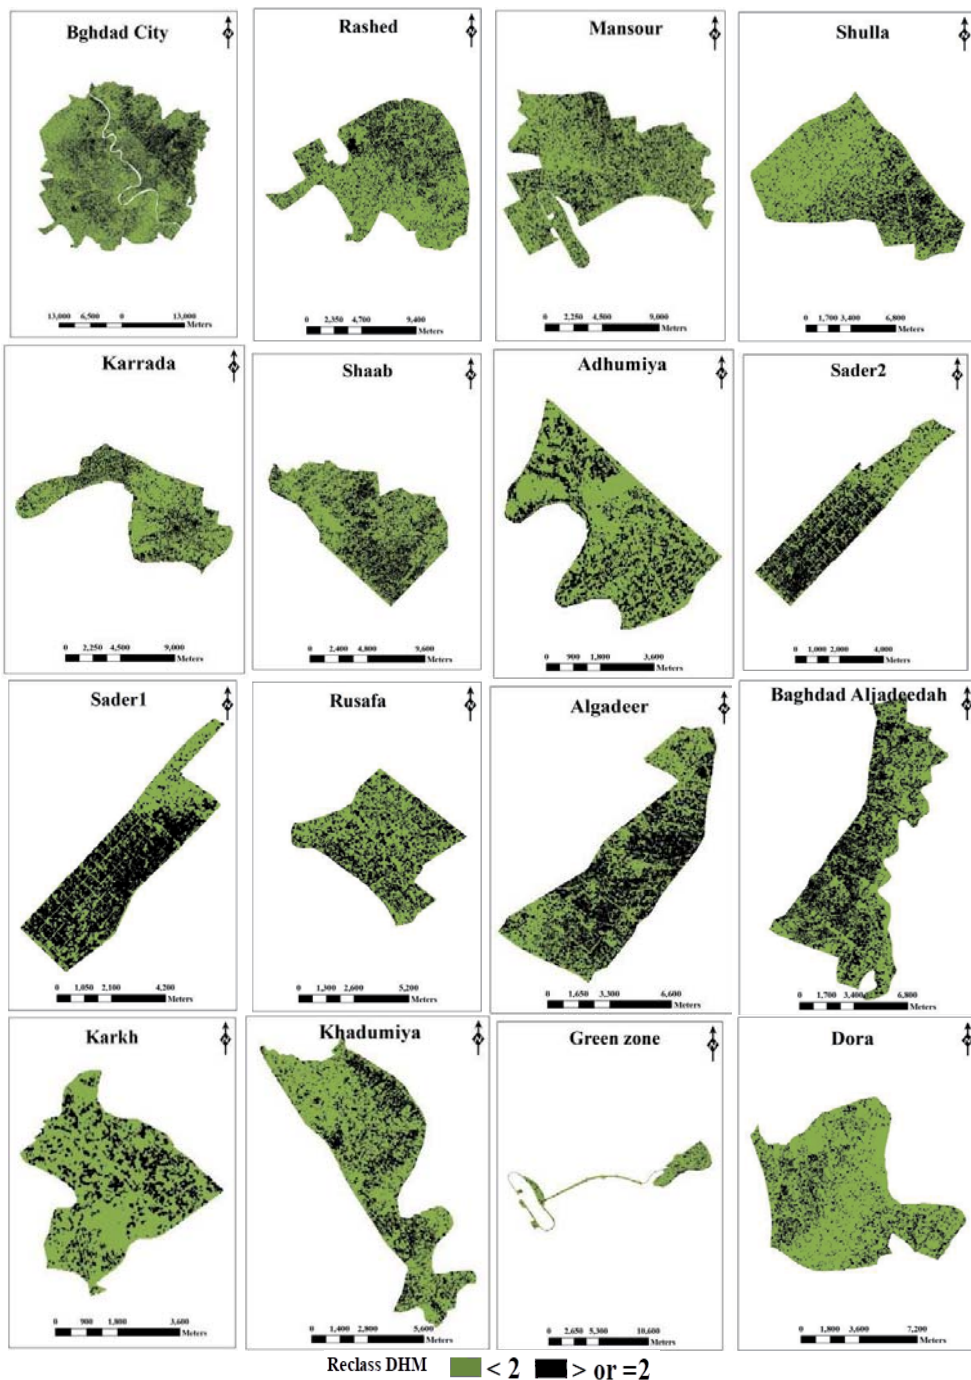 Bghdad City
N
13,000 6,500 0 13,000
Meters
Rashed
N
0 2,350 4,700 9,400
Meters
Mansour
N
0 2,250 4,500 9,000
Meters
Shulla
N
0 1,700 3,400 6,800
Meters
Karrada
N
0 2,250 4,500 9,000
Meters
Shaab
N
0 2,400 4,800 9,600
Meters
Adhumiya
N
0 900 1,800 3,600
Meters
Sader2
N
0 1,000 2,000 4,000
Meters
Sader1
N
0 1,050 2,100 4,200
Meters
Rusafa
N
0 1,300 2,600 5,200
Meters
Algadeer
N
0 1,650 3,300 6,600
Meters
Baghdad Aljadeedah
N
0 1,700 3,400 6,800
Meters
Karkh
N
0 900 1,800 3,600
Meters
Khadumiya
N
0 1,400 2,800 5,600
Meters
Green zone
N
0 2,650 5,300 10,600
Meters
Dora
N
0 1,800 3,600 7,200
Meters
Reclass DHM < 2 > or =2